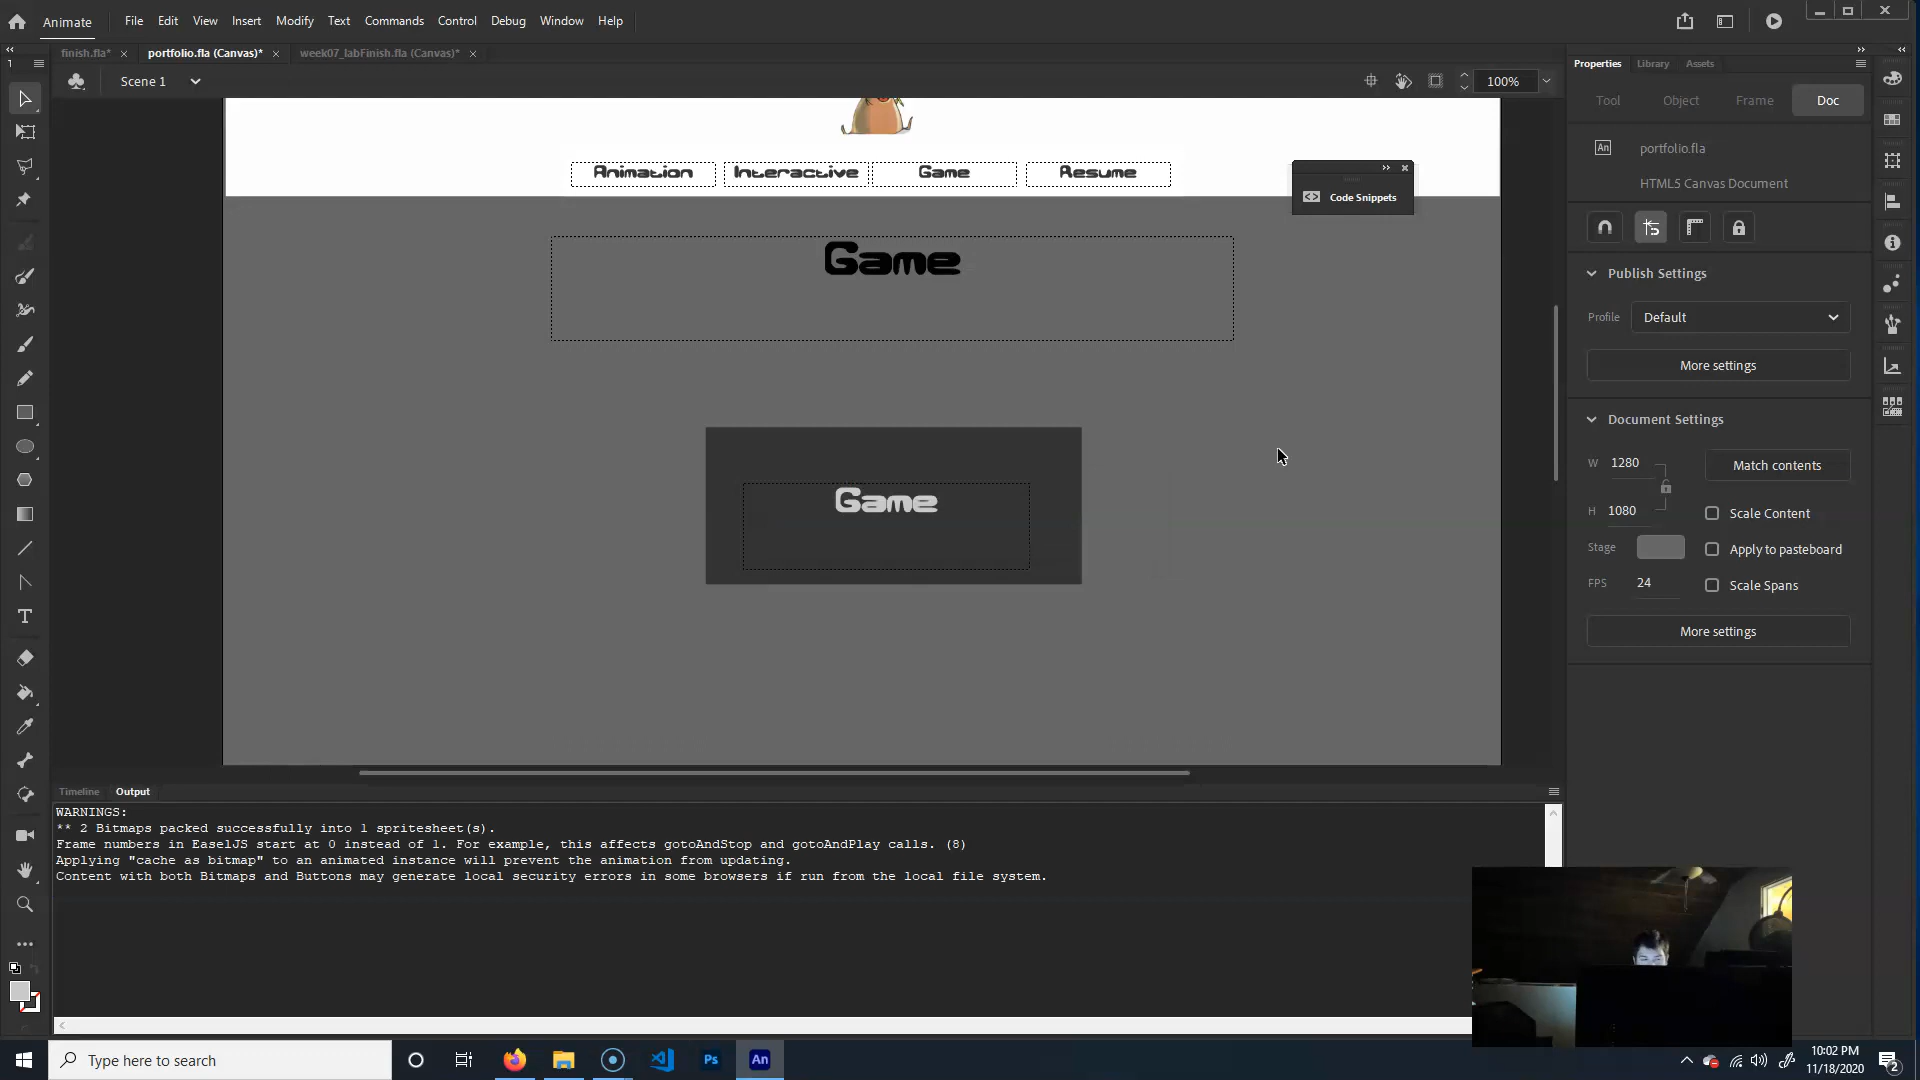 Animate File Edit View Insert Modify Text Commands Control Debug Window Help
finish.fla* portfolio.fla (Canvas)* week07_labFinish.fla (Canvas)*
Scene 1 100%
Animation Interactive Game Resume
Code Snippets
Game
Game
Properties Library Assets
Tool Object Frame Doc
An portfolio.fla
HTML5 Canvas Document
Publish Settings
Profile Default
More settings
Document Settings
W 1280 Match contents
H 1080 Scale Content
Stage Apply to pasteboard
FPS 24 Scale Spans
More settings
Timeline Output
WARNINGS:
** 2 Bitmaps packed successfully into 1 spritesheet(s).
Frame numbers in EaselJS start at 0 instead of 1. For example, this affects gotoAndStop and gotoAndPlay calls. (8)
Applying "cache as bitmap" to an animated instance will prevent the animation from updating.
Content with both Bitmaps and Buttons may generate local security errors in some browsers if run from the local file system.
Type here to search Ps An
10:02 PM
11/18/2020
2